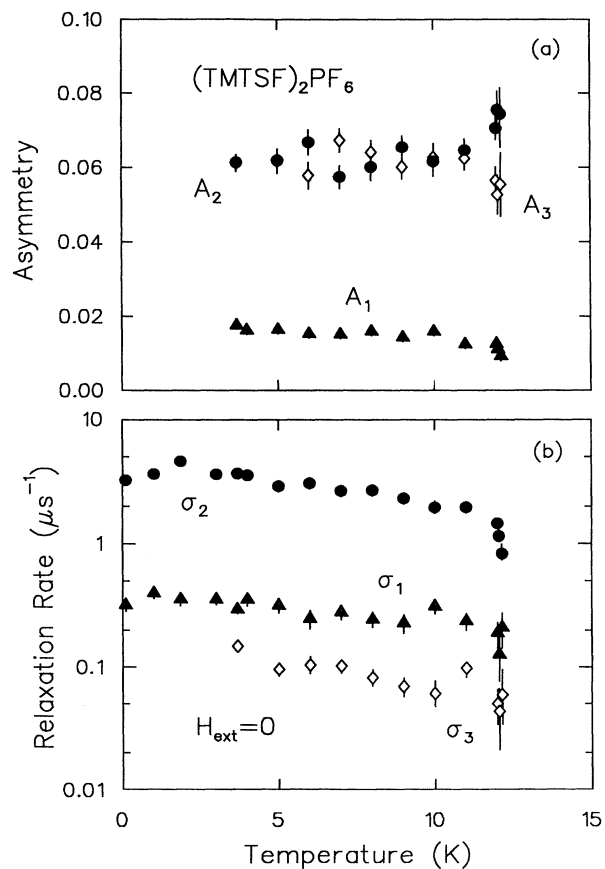 0.10
(a)
(TMTSF)₂PF₆
0.08
0.06
A₂
A₃
0.04
A₁
0.02
0.00
Asymmetry
10
(b)
σ₂
1
σ₁
0.1
H_ext=0
σ₃
0.01
Relaxation Rate (μs⁻¹)
0 5 10 15
Temperature (K)